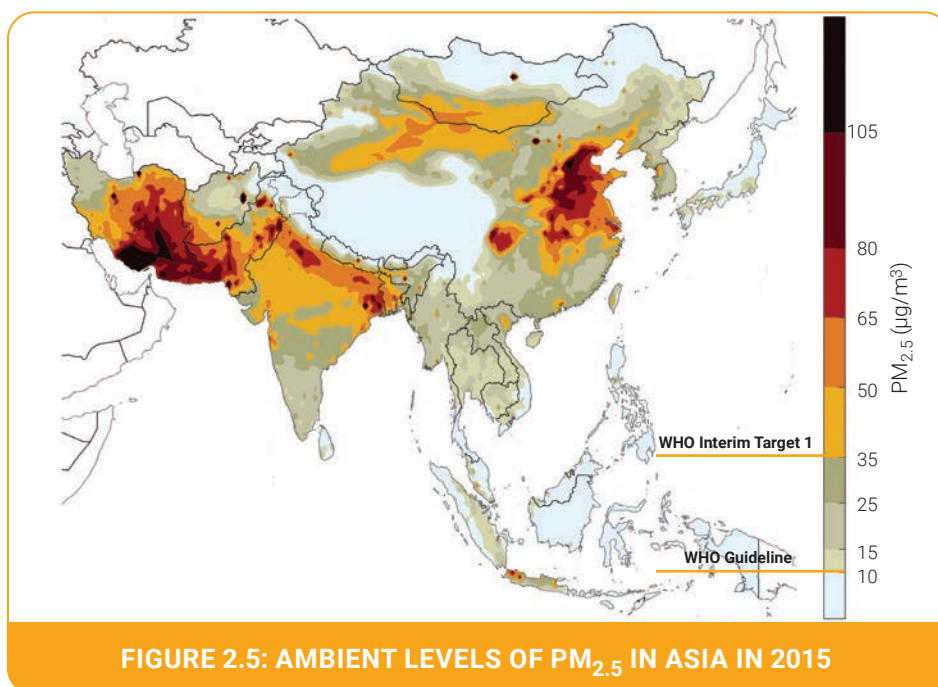 105
80
65
50
35
25
15
10
PM2.5 (µg/m³)
WHO Interim Target 1
WHO Guideline
FIGURE 2.5: AMBIENT LEVELS OF PM2.5 IN ASIA IN 2015